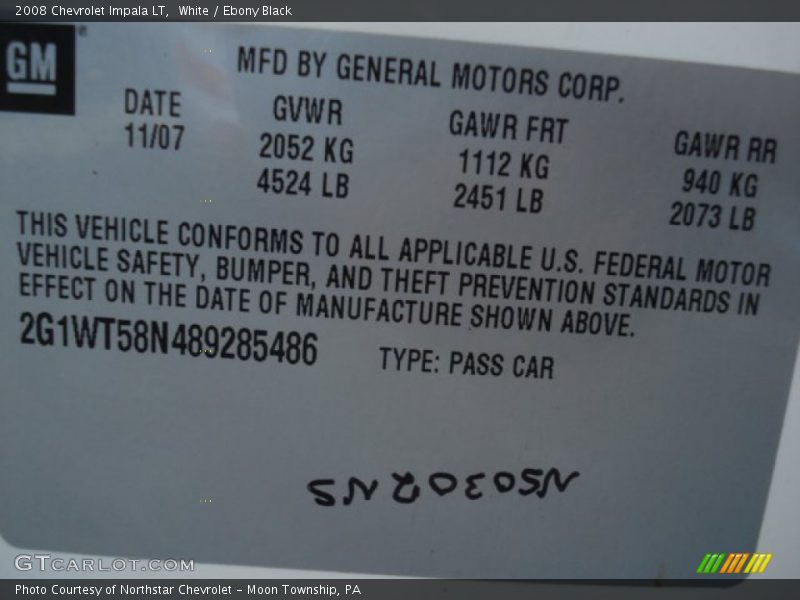 2008 Chevrolet Impala LT,  White / Ebony Black
GM
MFD BY GENERAL MOTORS CORP.
DATE GVWR GAWR FRT GAWR RR
11/07 2052 KG 1112 KG 940 KG
4524 LB 2451 LB 2073 LB
THIS VEHICLE CONFORMS TO ALL APPLICABLE U.S. FEDERAL MOTOR
VEHICLE SAFETY, BUMPER, AND THEFT PREVENTION STANDARDS IN
EFFECT ON THE DATE OF MANUFACTURE SHOWN ABOVE.
2G1WT58N489285486 TYPE: PASS CAR
GTCARLOT.COM
Photo Courtesy of Northstar Chevrolet - Moon Township, PA